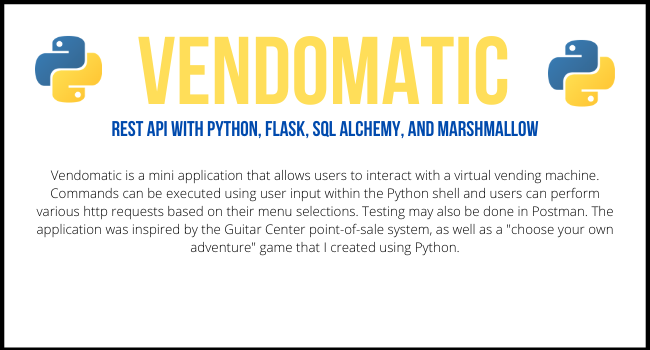 VENDOMATIC
REST API WITH PYTHON, FLASK, SQL ALCHEMY, AND MARSHMALLOW
Vendomatic is a mini application that allows users to interact with a virtual vending machine.
Commands can be executed using user input within the Python shell and users can perform
various http requests based on their menu selections. Testing may also be done in Postman. The
application was inspired by the Guitar Center point-of-sale system, as well as a "choose your own
adventure" game that I created using Python.